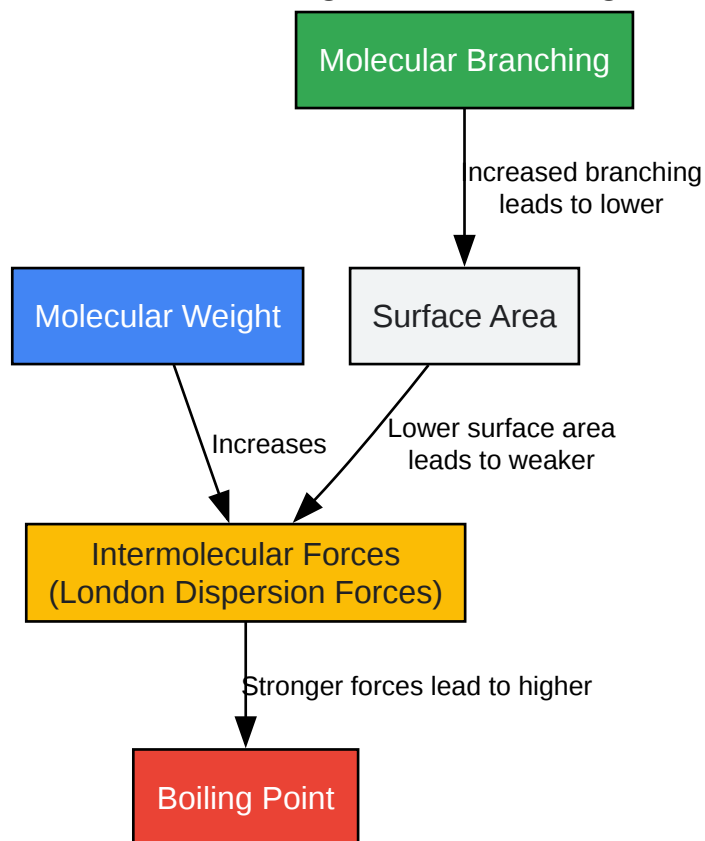 Molecular Branching
Increased branching
leads to lower
Molecular Weight
Surface Area
Increases
Lower surface area
leads to weaker
Intermolecular Forces
(London Dispersion Forces)
Stronger forces lead to higher
Boiling Point